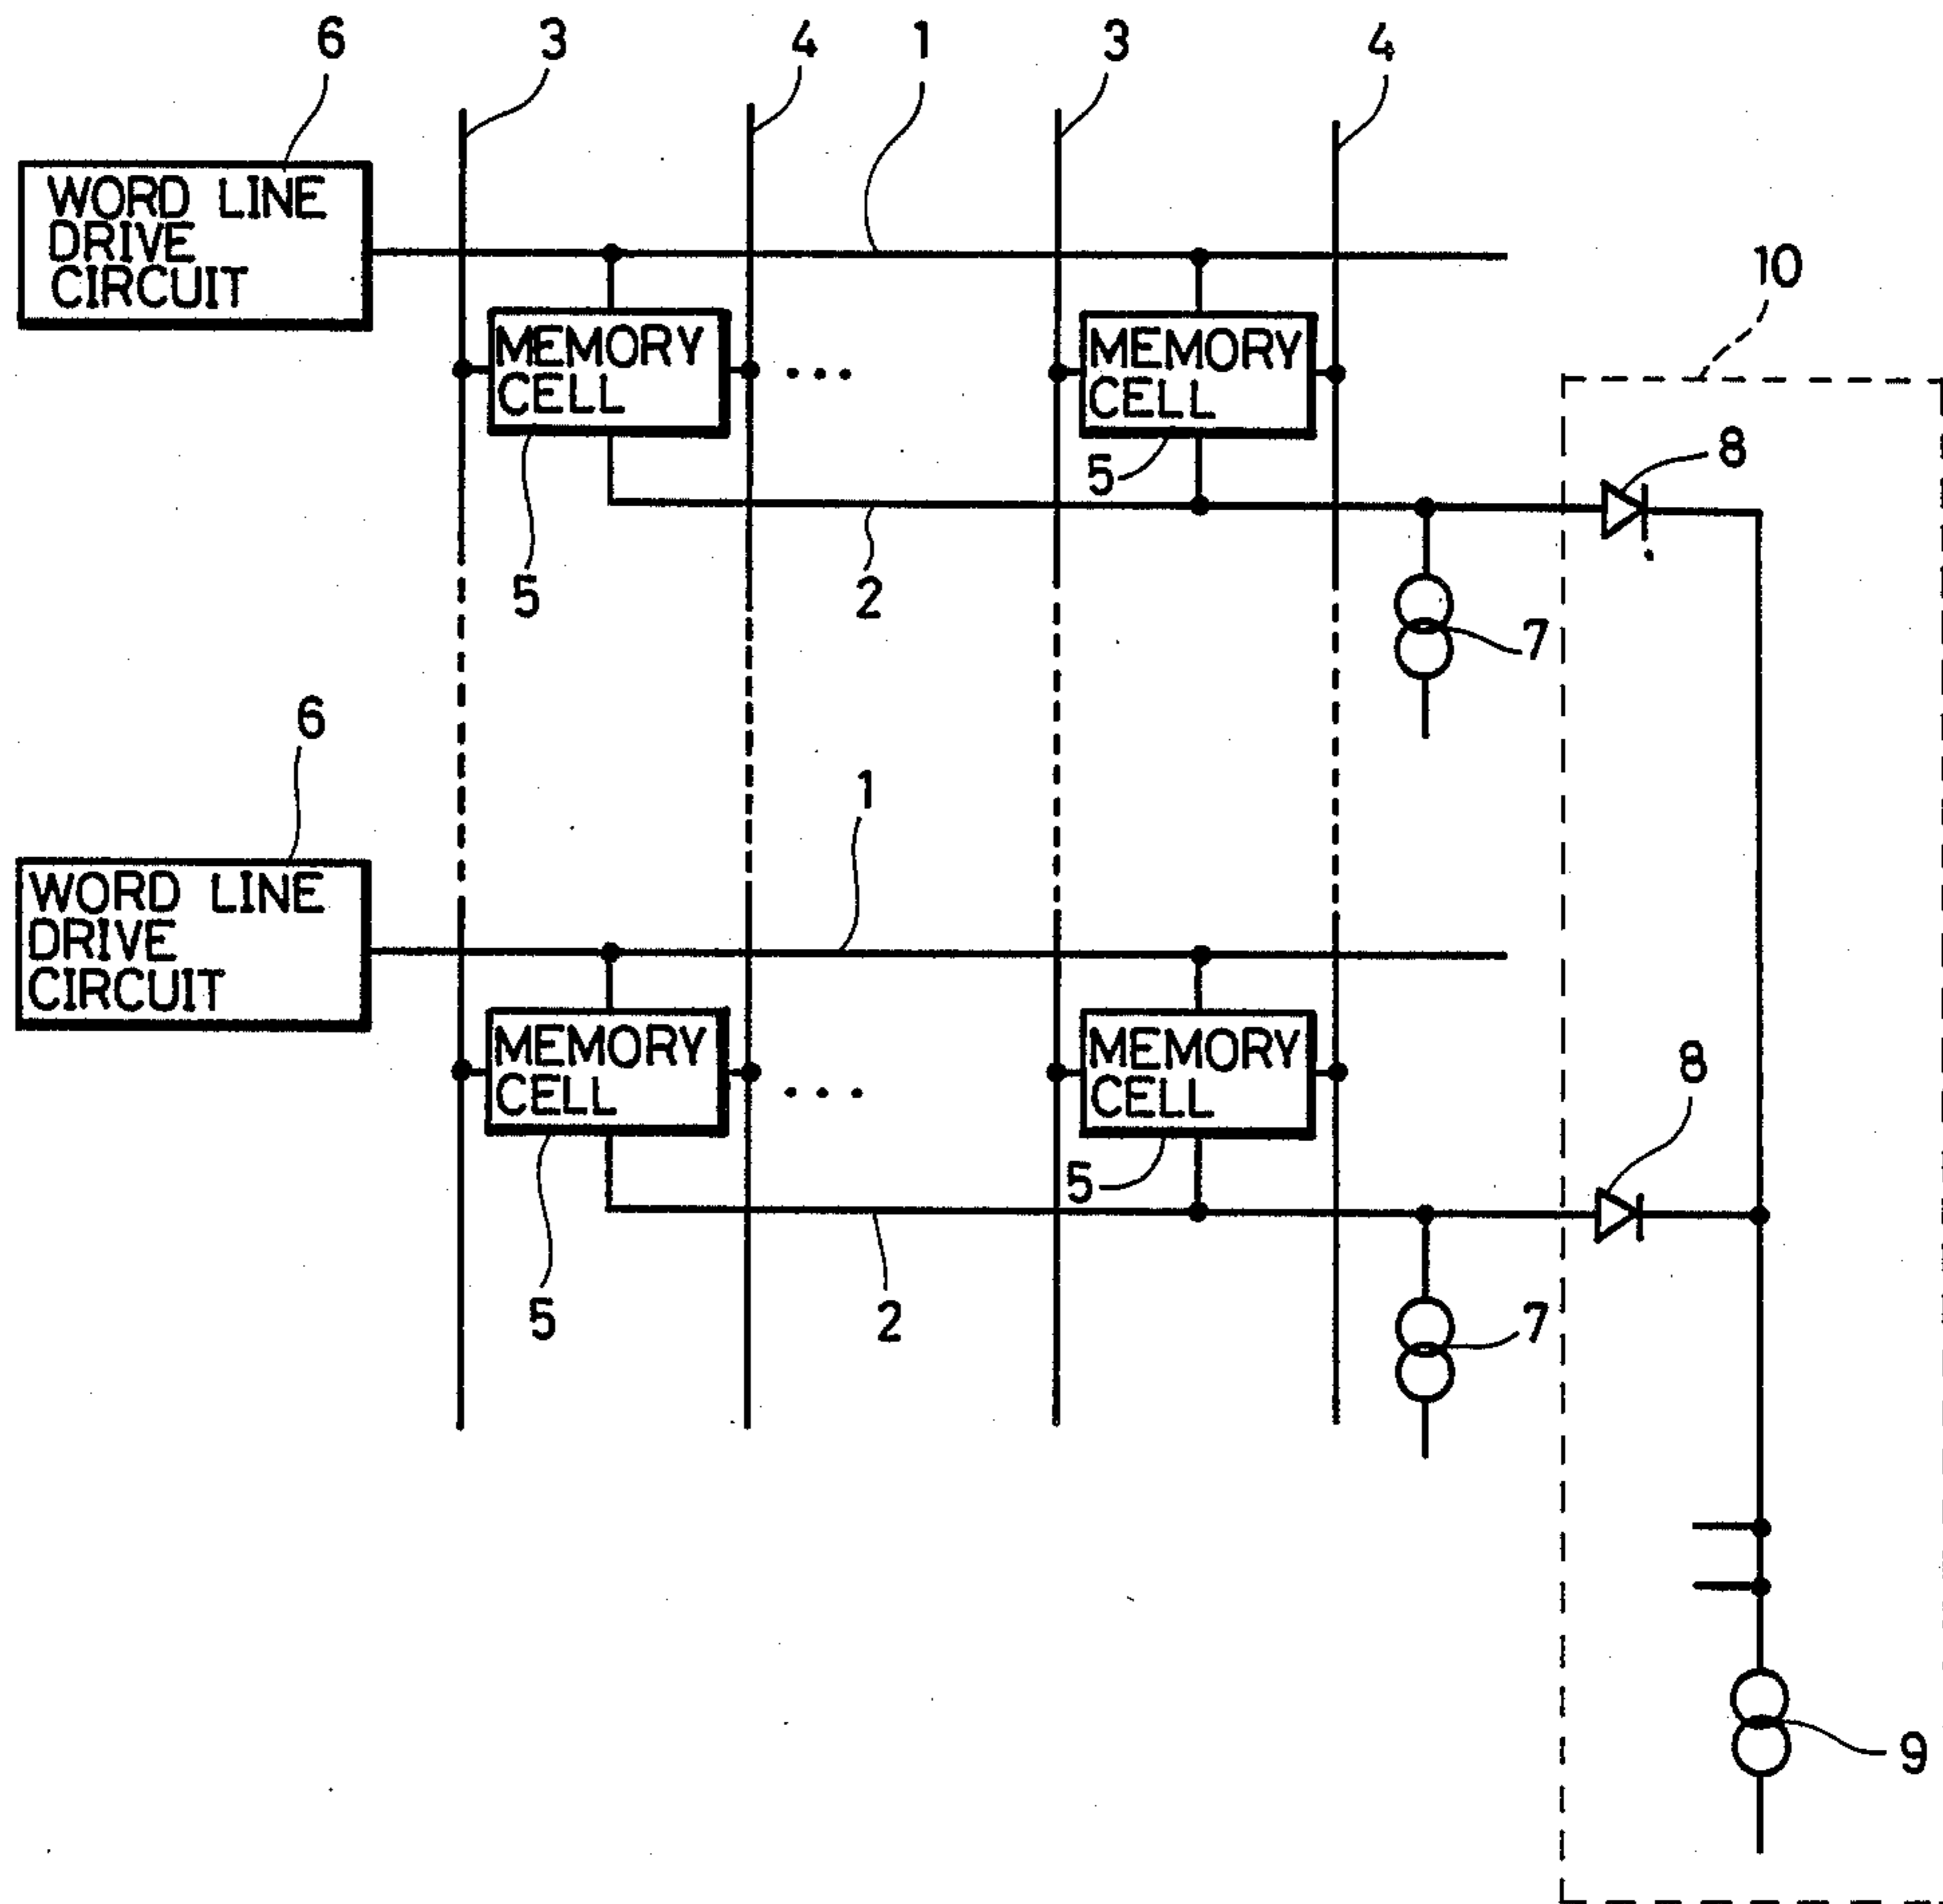 6 3 4 1 3 4
WORD LINE
DRIVE
CIRCUIT
10
MEMORY
CELL
MEMORY
CELL
8
5
5
2
7
6
1
WORD LINE
DRIVE
CIRCUIT
MEMORY
CELL
MEMORY
CELL
8
5
5
2
7
9